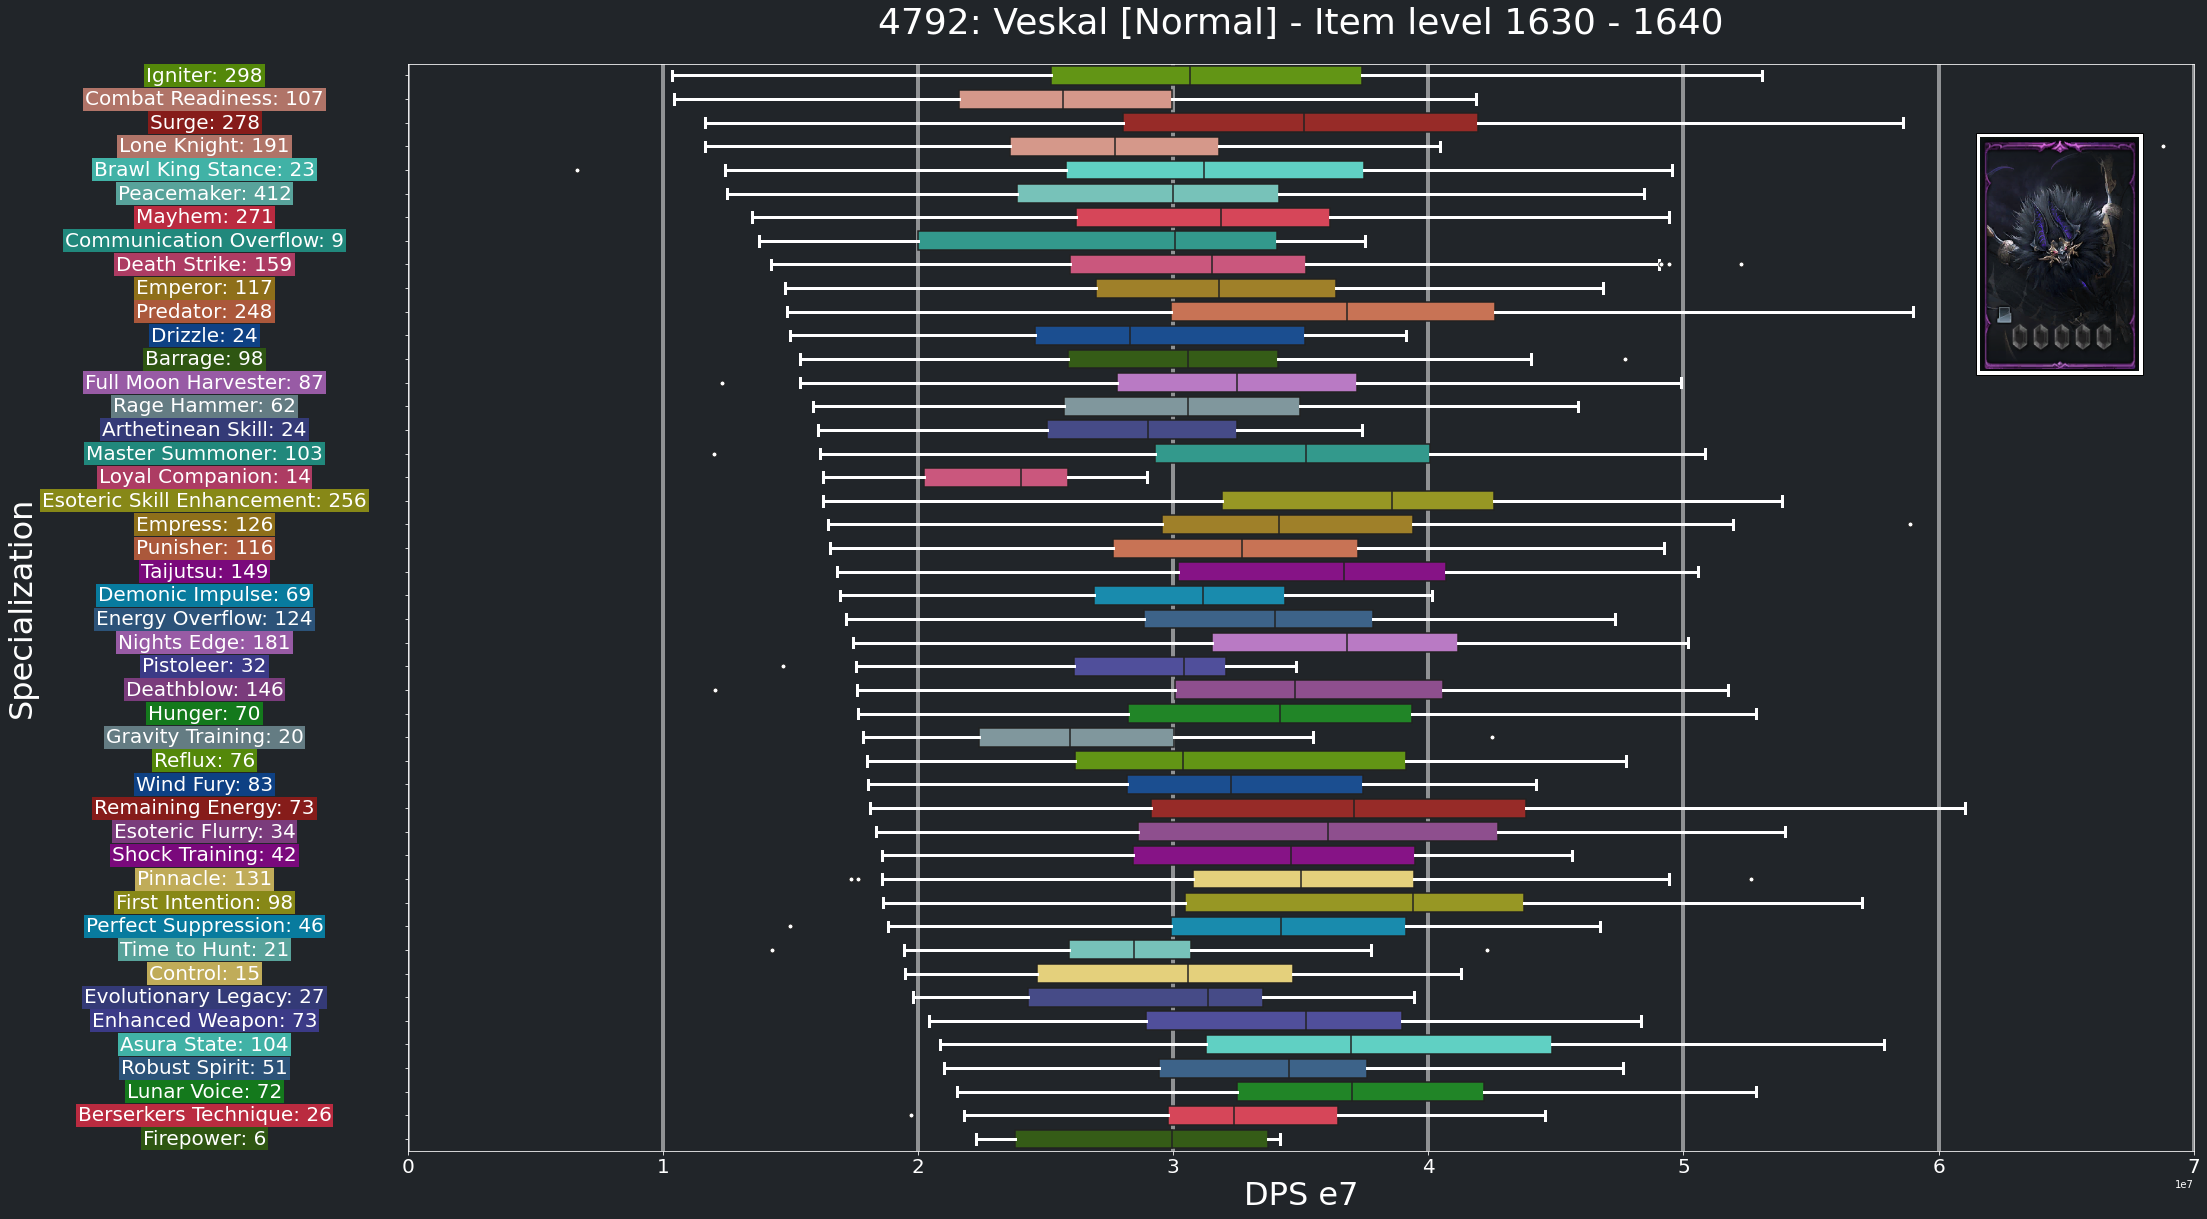 4792: Veskal [Normal] - Item level 1630 - 1640
Igniter: 298
Combat Readiness: 107
Surge: 278
Lone Knight: 191
Brawl King Stance: 23
Peacemaker: 412
Mayhem: 271
Communication Overflow: 9
Death Strike: 159
Emperor: 117
Predator: 248
Drizzle: 24
Barrage: 98
Full Moon Harvester: 87
Rage Hammer: 62
Arthetinean Skill: 24
Master Summoner: 103
Loyal Companion: 14
Esoteric Skill Enhancement: 256
Empress: 126
Punisher: 116
Taijutsu: 149
Demonic Impulse: 69
Energy Overflow: 124
Nights Edge: 181
Pistoleer: 32
Deathblow: 146
Hunger: 70
Gravity Training: 20
Reflux: 76
Wind Fury: 83
Remaining Energy: 73
Esoteric Flurry: 34
Shock Training: 42
Pinnacle: 131
First Intention: 98
Perfect Suppression: 46
Time to Hunt: 21
Control: 15
Evolutionary Legacy: 27
Enhanced Weapon: 73
Asura State: 104
Robust Spirit: 51
Lunar Voice: 72
Berserkers Technique: 26
Firepower: 6
Specialization
0 1 2 3 4 5 6 7
1e7
DPS e7